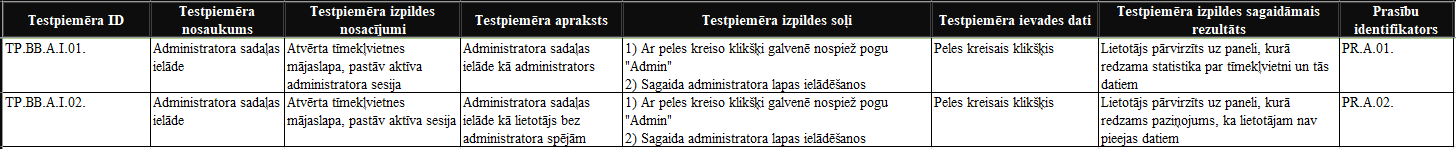 Testpiemēra ID
Testpiemēra nosaukums
Testpiemēra izpildes nosacījumi
Testpiemēra apraksts
Testpiemēra izpildes soļi
Testpiemēra ievades dati
Testpiemēra izpildes sagaidāmais rezultāts
Prasību identifikators
TP.BB.A.I.01.
Administratora sadaļas
ielāde
Atvērta tīmekļvietnes
mājaslapa, pastāv aktīva
administratora sesija
Administratora sadaļas
ielāde kā administrators
1) Ar peles kreiso klikšķi galvenē nospiež pogu
"Admin"
2) Sagaida administratora lapas ielādēšanos
Peles kreisais klikšķis
Lietotājs pārvirzīts uz paneli, kurā
redzama statistika par tīmekļvietni un tās
datiem
PR.A.01.
TP.BB.A.I.02.
Administratora sadaļas
ielāde
Atvērta tīmekļvietnes
mājaslapa, pastāv aktīva sesija
Administratora sadaļas
ielāde kā lietotājs bez
administratora spējām
1) Ar peles kreiso klikšķi galvenē nospiež pogu
"Admin"
2) Sagaida administratora lapas ielādēšanos
Peles kreisais klikšķis
Lietotājs pārvirzīts uz paneli, kurā
redzams paziņojums, ka lietotājam nav
pieejas datiem
PR.A.02.